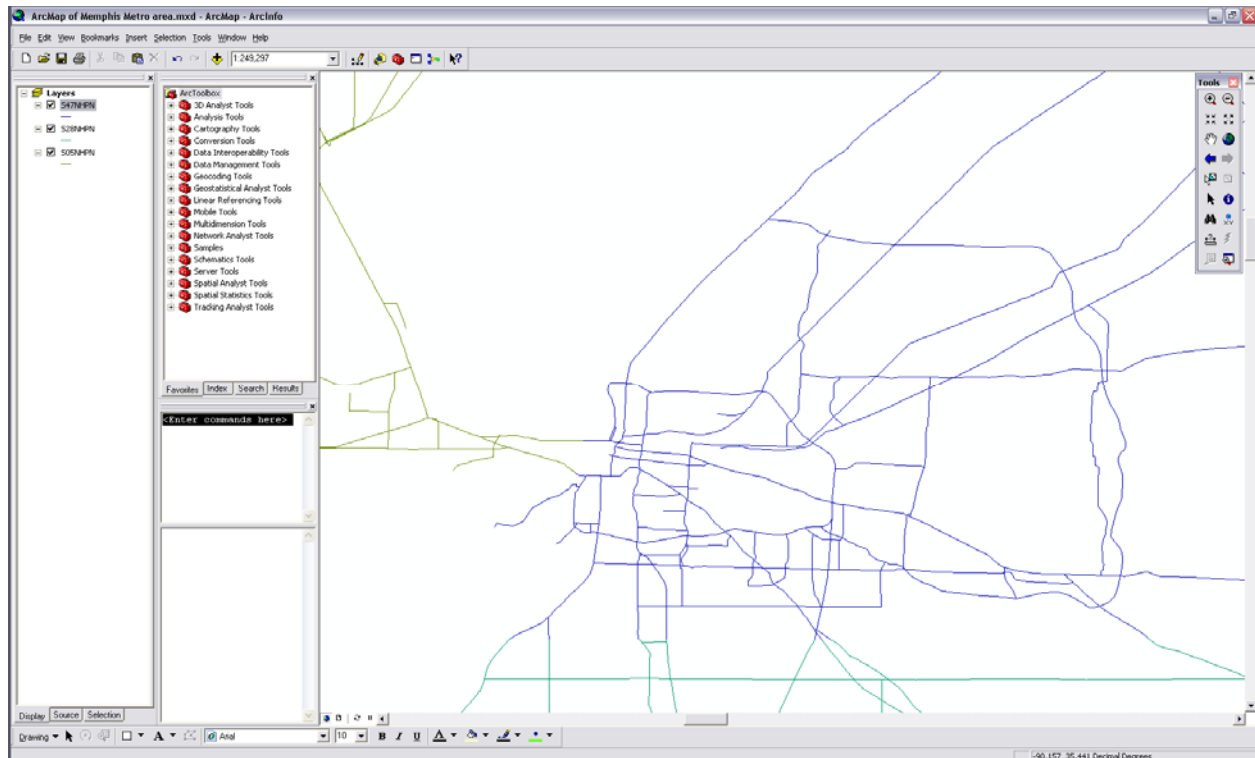 ArcMap of Memphis Metro area.mxd - ArcMap - ArcInfo
File Edit View Bookmarks Insert Selection Tools Window Help
1:249,297
Layers
S47NHPN
S28NHPN
S05NHPN
Display Source Selection
ArcToolbox
3D Analyst Tools
Analysis Tools
Cartography Tools
Conversion Tools
Data Interoperability Tools
Data Management Tools
Geocoding Tools
Geostatistical Analyst Tools
Linear Referencing Tools
Mobile Tools
Multidimension Tools
Network Analyst Tools
Samples
Schematics Tools
Server Tools
Spatial Analyst Tools
Spatial Statistics Tools
Tracking Analyst Tools
Favorites Index Search Results
<Enter commands here>
Tools
XY
Drawing A Arial 10 B I U A
-90.157 35.441 Decimal Degrees